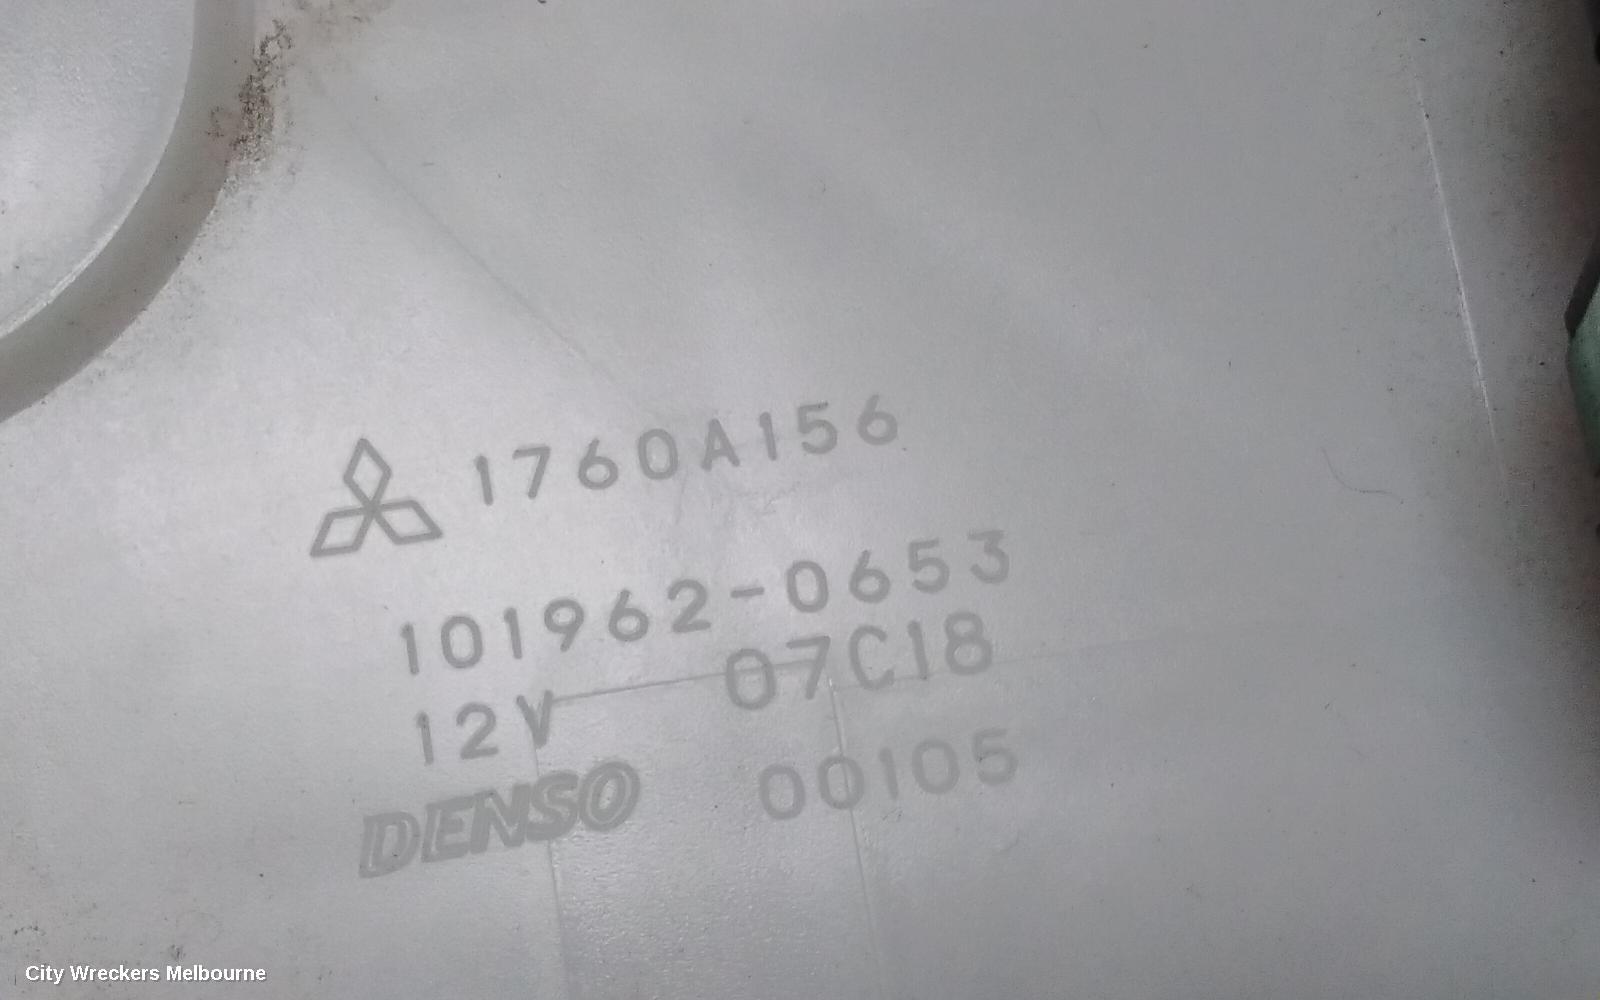 1760A156
101962-0653
12V 07C18
DENSO 00105
City Wreckers Melbourne